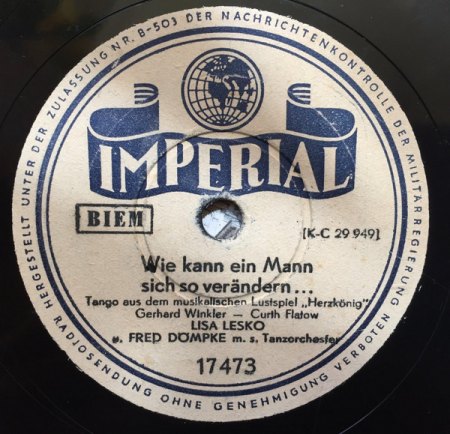 HERGESTELLT UNTER DER ZULASSUNG NR. B-503 DER NACHRICHTENKONTROLLE DER MILITÄRREGIERUNG
RADIOSENDUNG OHNE GENEHMIGUNG VERBOTEN
IMPERIAL
BIEM
[K-C 29 949]
Wie kann ein Mann
sich so verändern...
Tango aus dem musikalischen Lustspiel „Herzkönig"
Gerhard Winkler — Curth Flatow
LISA LESKO
u. FRED DÖMPKE m. s. Tanzorchester
17473